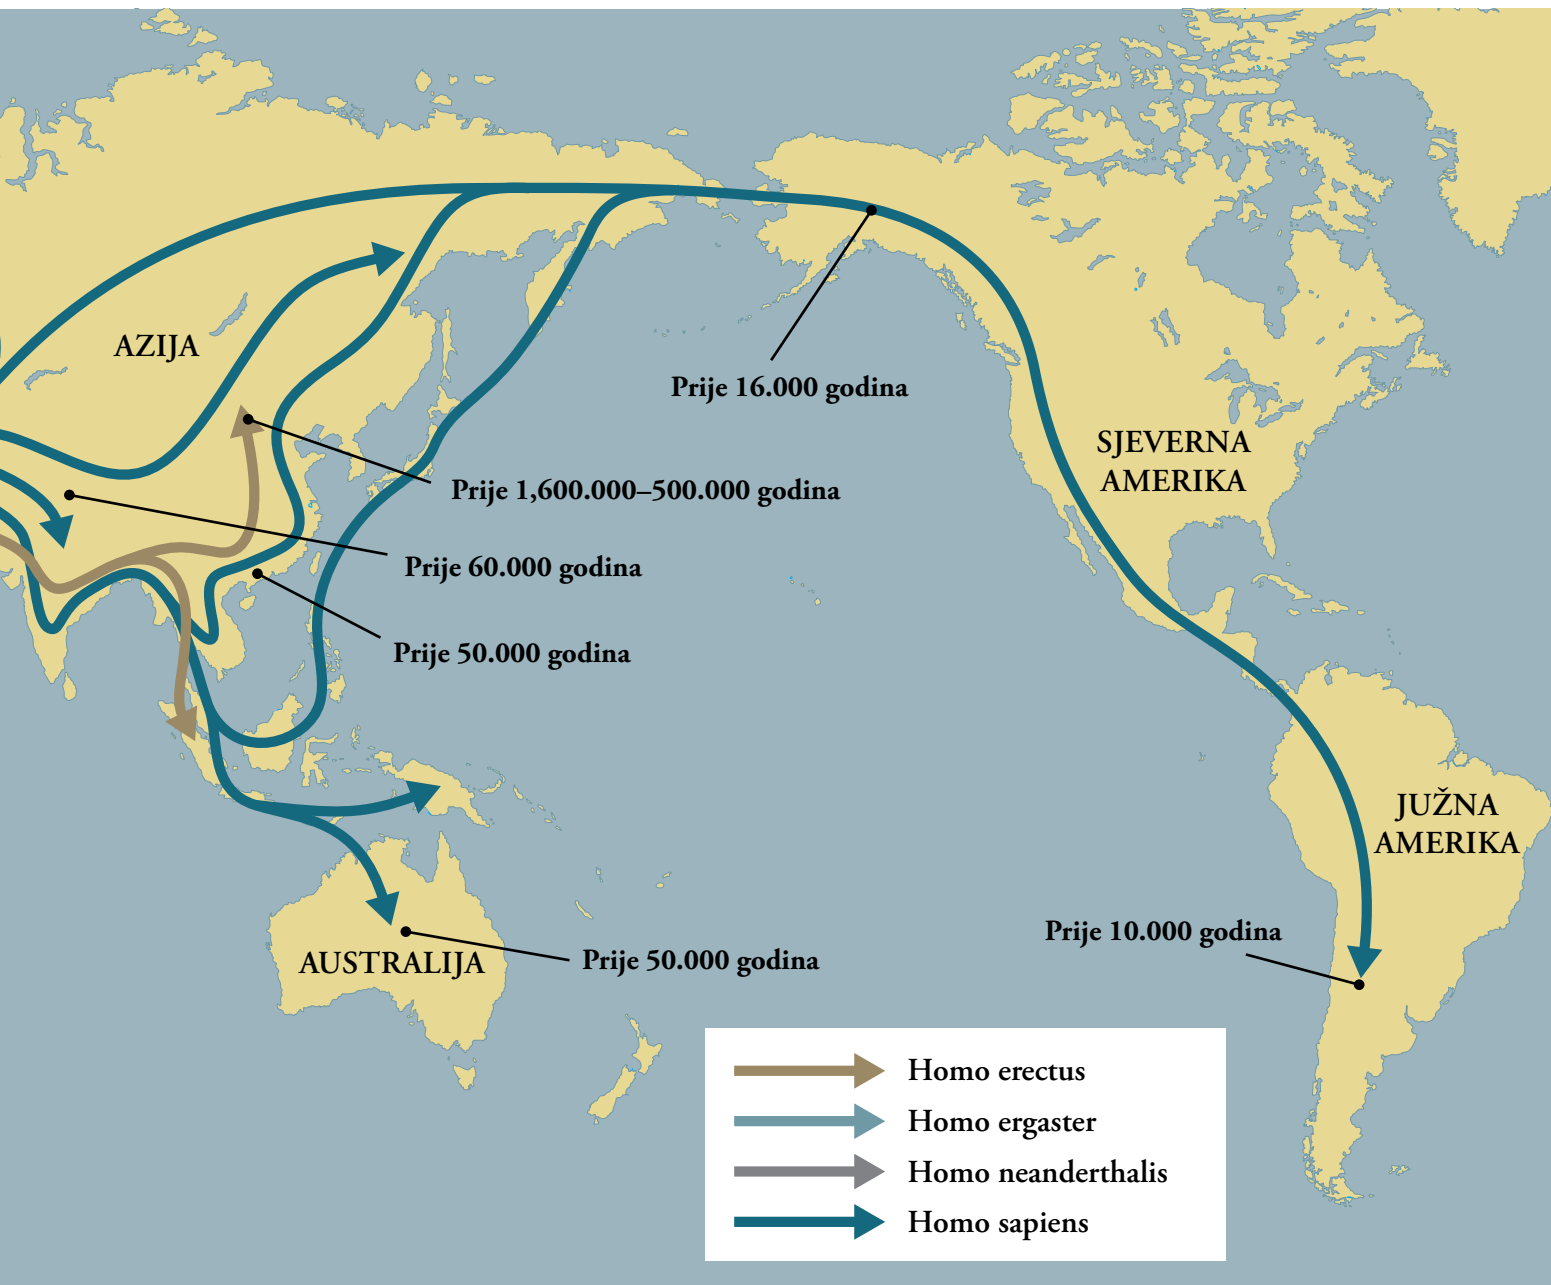 AZIJA
Prije 16.000 godina
SJEVERNA
AMERIKA
Prije 1,600.000–500.000 godina
Prije 60.000 godina
Prije 50.000 godina
JUŽNA
AMERIKA
Prije 10.000 godina
AUSTRALIJA
Prije 50.000 godina
Homo erectus
Homo ergaster
Homo neanderthalis
Homo sapiens